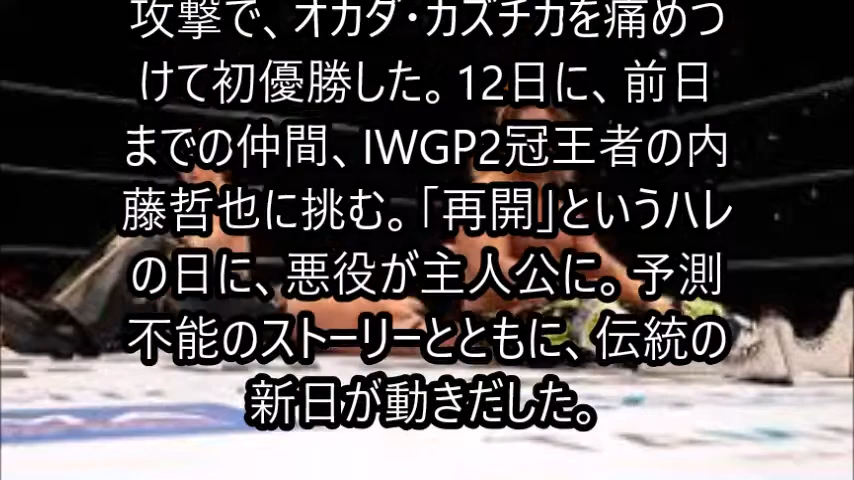 攻撃で、オカダ・カズチカを痛めつ
けて初優勝した。12日に、前日
までの仲間、IWGP2冠王者の内
藤哲也に挑む。「再開」というハレ
の日に、悪役が主人公に。予測
不能のストーリーとともに、伝統の
新日が動きだした。